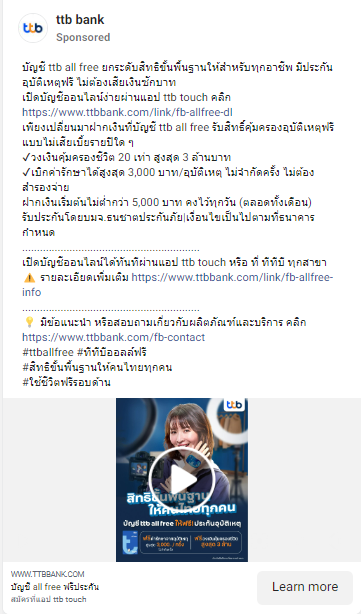 ttb bank
Sponsored
บัญชี ttb all free ยกระดับสิทธิขั้นพื้นฐานให้สำหรับทุกอาชีพ มีประกัน
อุบัติเหตุฟรี ไม่ต้องเสียเงินซักบาท
เปิดบัญชีออนไลน์ง่ายผ่านแอป ttb touch คลิก
https://www.ttbbank.com/link/fb-allfree-dl
เพียงเปลี่ยนมาฝากเงินที่บัญชี ttb all free รับสิทธิ์คุ้มครองอุบัติเหตุฟรี
แบบไม่เสียเบี้ยรายปีใด ๆ
✓วงเงินคุ้มครองชีวิต 20 เท่า สูงสุด 3 ล้านบาท
✓เบิกค่ารักษาได้สูงสุด 3,000 บาท/อุบัติเหตุ ไม่จำกัดครั้ง ไม่ต้อง
สำรองจ่าย
ฝากเงินเริ่มต้นไม่ต่ำกว่า 5,000 บาท คงไว้ทุกวัน (ตลอดทั้งเดือน)
รับประกันโดยบมจ.ธนชาตประกันภัย|เงื่อนไขเป็นไปตามที่ธนาคาร
กำหนด
..............................................................
เปิดบัญชีออนไลน์ได้ทันทีผ่านแอป ttb touch หรือ ที่ ทีทีบี ทุกสาขา
⚠️ รายละเอียดเพิ่มเติม https://www.ttbbank.com/link/fb-allfree-
info
..............................................................
💡 มีข้อแนะนำ หรือสอบถามเกี่ยวกับผลิตภัณฑ์และบริการ คลิก
https://www.ttbbank.com/fb-contact
#ttballfree #ทีทีบีออลล์ฟรี
#สิทธิขั้นพื้นฐานให้คนไทยทุกคน
#ใช้ชีวิตฟรีรอบด้าน
ttb
สิทธิขั้นพื้นฐาน
ให้คนไทยทุกคน
บัญชี ttb all free ให้ฟรี! ประกันอุบัติเหตุ
WWW.TTBBANK.COM
บัญชี all free ฟรีประกัน
สมัครที่แอป ttb touch
Learn more